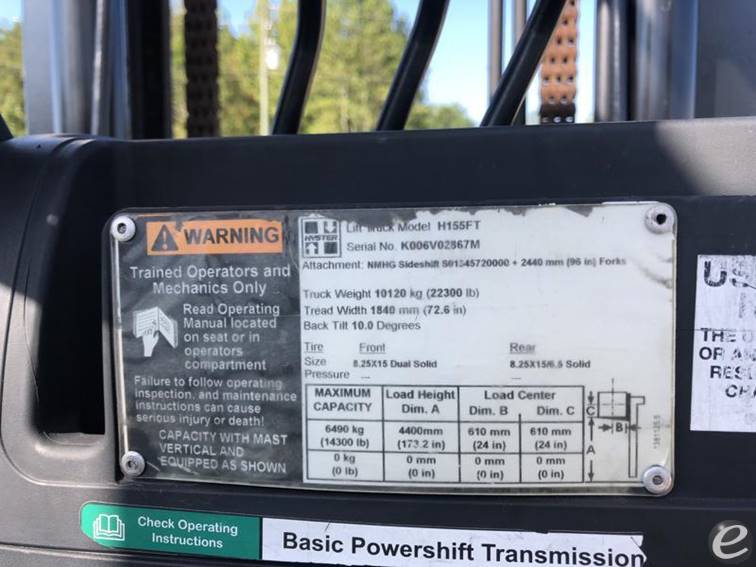 WARNING
Trained Operators and
Mechanics Only
Read Operating
Manual located
on seat or in
operators
compartment
Failure to follow operating
inspection, and maintenance
instructions can cause
serious injury or death!
CAPACITY WITH MAST
VERTICAL AND
EQUIPPED AS SHOWN
HYSTER
Lift Truck Model H155FT
Serial No. K006V02867M
Attachment: NMHG Sideshift + 2440 mm (96 in) Forks
Truck Weight 10120 kg (22300 lb)
Tread Width 1840 mm (72.6 in)
Back Tilt 10.0 Degrees
Tire Front Rear
Size 8.25X15 Dual Solid 8.25X15/6.5 Solid
Pressure --- ---
MAXIMUM CAPACITY Load Height Dim. A Load Center Dim. B Dim. C
6490 kg 4400mm 610 mm 610 mm
(14300 lb) (173.2 in) (24 in) (24 in)
0 kg 0 mm 0 mm 0 mm
(0 lb) (0 in) (0 in) (0 in)
C
B
A
US
THE
OR
RES
CHA
Check Operating
Instructions
Basic Powershift Transmission
e